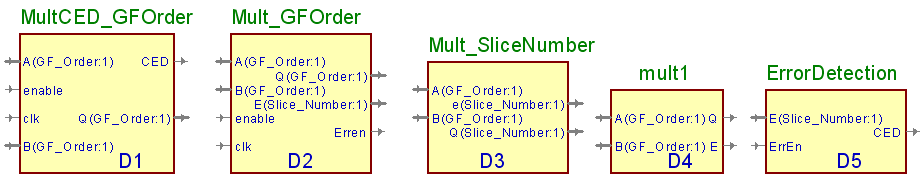 MultCED_GFOrder
A(GF_Order:1) CED
enable
clk Q(GF_Order:1)
B(GF_Order:1)
D1
Mult_GFOrder
A(GF_Order:1)
Q(GF_Order:1)
B(GF_Order:1)
E(Slice_Number:1)
enable
Erren
clk
D2
Mult_SliceNumber
A(GF_Order:1)
e(Slice_Number:1)
B(GF_Order:1)
Q(Slice_Number:1)
D3
mult1
A(GF_Order:1) Q
B(GF_Order:1) E
D4
ErrorDetection
E(Slice_Number:1)
CED
ErrEn
D5